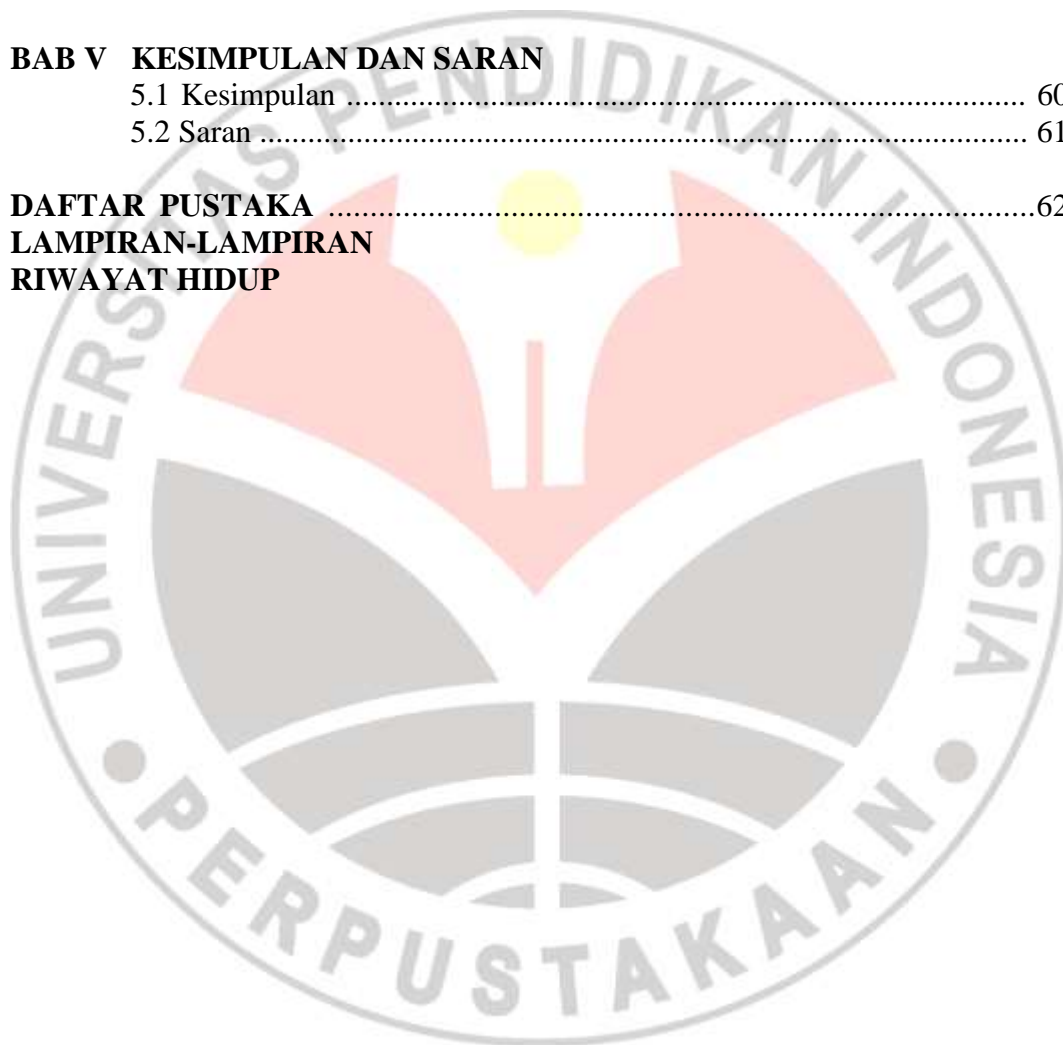 BAB V KESIMPULAN DAN SARAN
5.1 Kesimpulan ........................................................................................ 60
5.2 Saran ................................................................................................... 61
DAFTAR PUSTAKA ...........................................................................................62
LAMPIRAN-LAMPIRAN
RIWAYAT HIDUP
UNIVERSITAS PENDIDIKAN INDONESIA
PERPUSTAKAAN